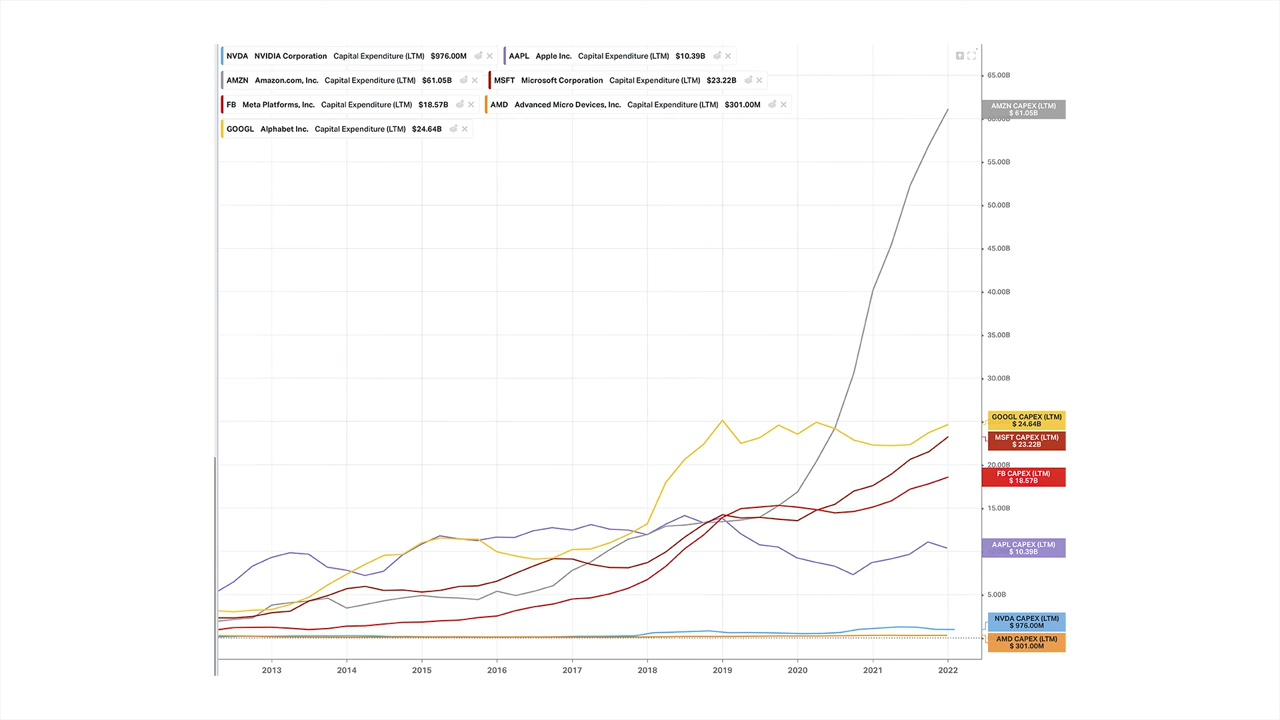 NVDA NVIDIA Corporation Capital Expenditure (LTM) $976.00M
AAPL Apple Inc. Capital Expenditure (LTM) $10.39B
AMZN Amazon.com, Inc. Capital Expenditure (LTM) $61.05B
MSFT Microsoft Corporation Capital Expenditure (LTM) $23.22B
FB Meta Platforms, Inc. Capital Expenditure (LTM) $18.57B
AMD Advanced Micro Devices, Inc. Capital Expenditure (LTM) $301.00M
GOOGL Alphabet Inc. Capital Expenditure (LTM) $24.64B
65.00B
AMZN CAPEX (LTM)
$ 61.05B
60.00B
55.00B
50.00B
45.00B
40.00B
35.00B
30.00B
GOOGL CAPEX (LTM)
$ 24.64B
MSFT CAPEX (LTM)
$ 23.22B
20.00B
FB CAPEX (LTM)
$ 18.57B
15.00B
AAPL CAPEX (LTM)
$ 10.39B
5.00B
NVDA CAPEX (LTM)
$ 976.00M
AMD CAPEX (LTM)
$ 301.00M
2013 2014 2015 2016 2017 2018 2019 2020 2021 2022